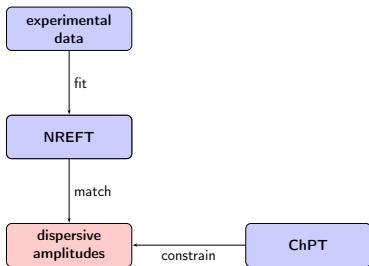 experimental
data
fit
NREFT
match
dispersive
amplitudes
constrain
ChPT